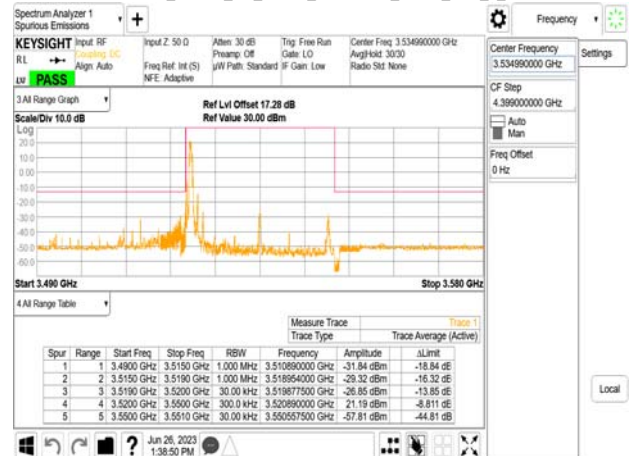 Spectrum Analyzer 1
Spurious Emissions
+
Frequency
KEYSIGHT Input: RF Input Z: 50 Ω Atten: 30 dB Trig: Free Run Center Freq: 3.534990000 GHz
RL Coupling: DC Preamp: Off Gate: LO Avg|Hold: 30/30
Align: Auto Freq Ref: Int (S) µW Path: Standard IF Gain: Low Radio Std: None
LU PASS NFE: Adaptive
Center Frequency
3.534990000 GHz
Settings
CF Step
4.399000000 GHz
Auto
Man
Freq Offset
0 Hz
Local
3 All Range Graph
Ref Lvl Offset 17.28 dB
Scale/Div 10.0 dB Ref Value 30.00 dBm
Log
20.0
10.0
0.00
-10.0
-20.0
-30.0
-40.0
-50.0
-60.0
Start 3.490 GHz Stop 3.580 GHz
4 All Range Table
Measure Trace Trace 1
Trace Type Trace Average (Active)
Spur Range Start Freq Stop Freq RBW Frequency Amplitude ΔLimit
1 1 3.4900 GHz 3.5150 GHz 1.000 MHz 3.510890000 GHz -31.84 dBm -18.84 dB
2 2 3.5150 GHz 3.5190 GHz 1.000 MHz 3.518954000 GHz -29.32 dBm -16.32 dB
3 3 3.5190 GHz 3.5200 GHz 30.00 kHz 3.519877500 GHz -26.85 dBm -13.85 dB
4 4 3.5200 GHz 3.5500 GHz 300.0 kHz 3.520890000 GHz 21.19 dBm -8.811 dB
5 5 3.5500 GHz 3.5510 GHz 30.00 kHz 3.550557500 GHz -57.81 dBm -44.81 dB
?
Jun 26, 2023
1:38:50 PM